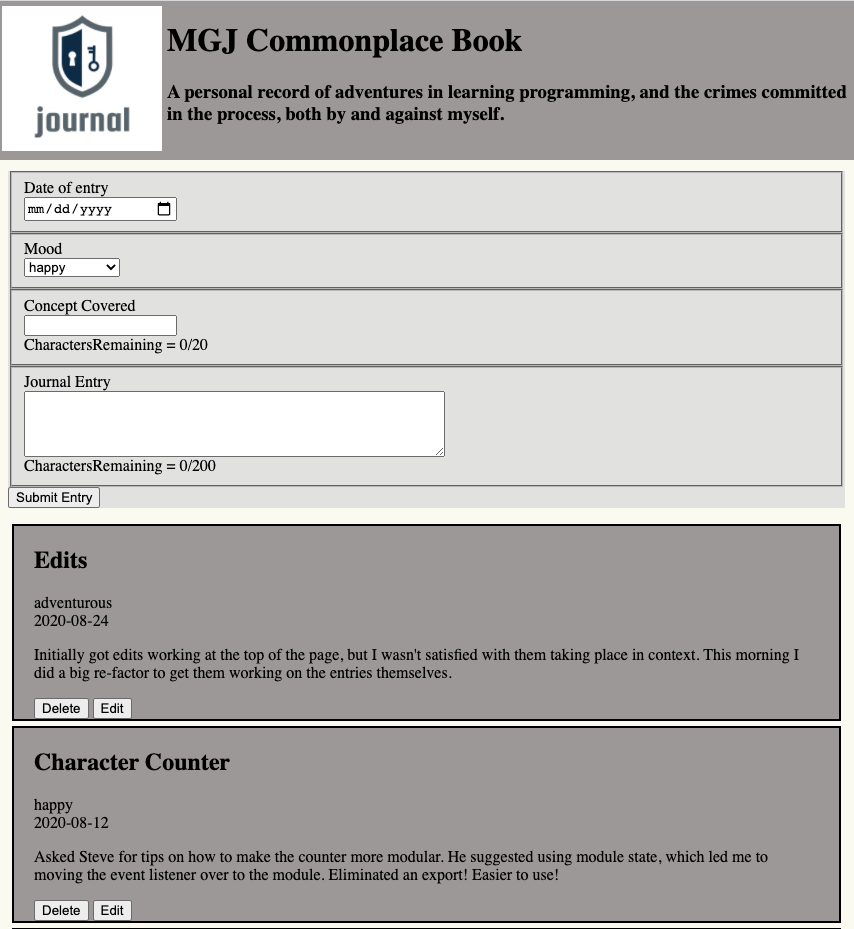 journal
MGJ Commonplace Book
A personal record of adventures in learning programming, and the crimes committed
in the process, both by and against myself.
Date of entry
mm/dd/yyyy
Mood
happy
Concept Covered
CharactersRemaining = 0/20
Journal Entry
CharactersRemaining = 0/200
Submit Entry
Edits
adventurous
2020-08-24
Initially got edits working at the top of the page, but I wasn't satisfied with them taking place in context. This morning I
did a big re-factor to get them working on the entries themselves.
Delete Edit
Character Counter
happy
2020-08-12
Asked Steve for tips on how to make the counter more modular. He suggested using module state, which led me to
moving the event listener over to the module. Eliminated an export! Easier to use!
Delete Edit